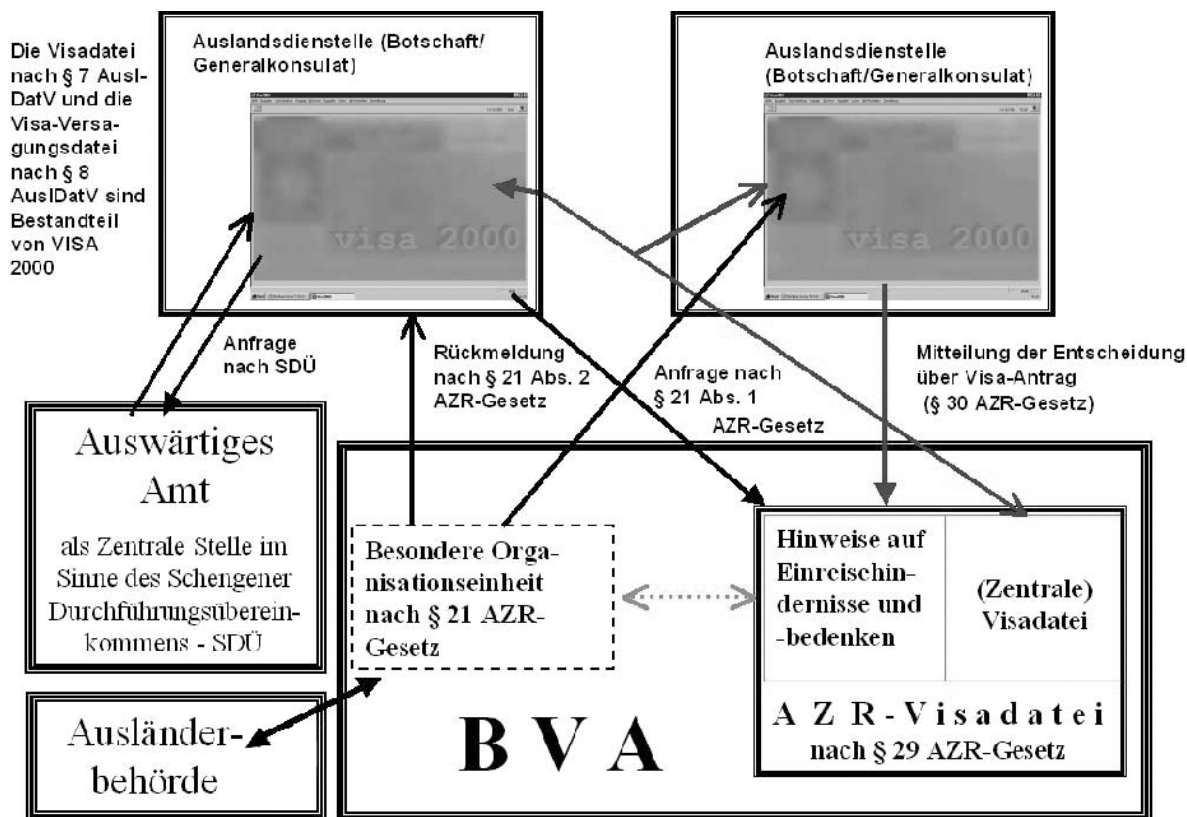 Die Visadatei
nach § 7 Ausl-
DatV und die
Visa-Versa-
gungsdatei
nach § 8
AuslDatV sind
Bestandteil
von VISA
2000
Auslandsdienstelle (Botschaft/
Generalkonsulat)
visa 2000
Auslandsdienstelle
(Botschaft/Generalkonsulat)
visa 2000
Anfrage
nach SDÜ
Rückmeldung
nach § 21 Abs. 2
AZR-Gesetz
Anfrage nach
§ 21 Abs. 1
AZR-Gesetz
Mitteilung der Entscheidung
über Visa-Antrag
(§ 30 AZR-Gesetz)
Auswärtiges
Amt
als Zentrale Stelle im
Sinne des Schengener
Durchführungsüberein-
kommens - SDÜ
Ausländer-
behörde
Besondere Orga-
nisationseinheit
nach § 21 AZR-
Gesetz
BVA
Hinweise auf
Einreisehin-
dernisse und
-bedenken
(Zentrale)
Visadatei
AZR-Visadatei
nach § 29 AZR-Gesetz